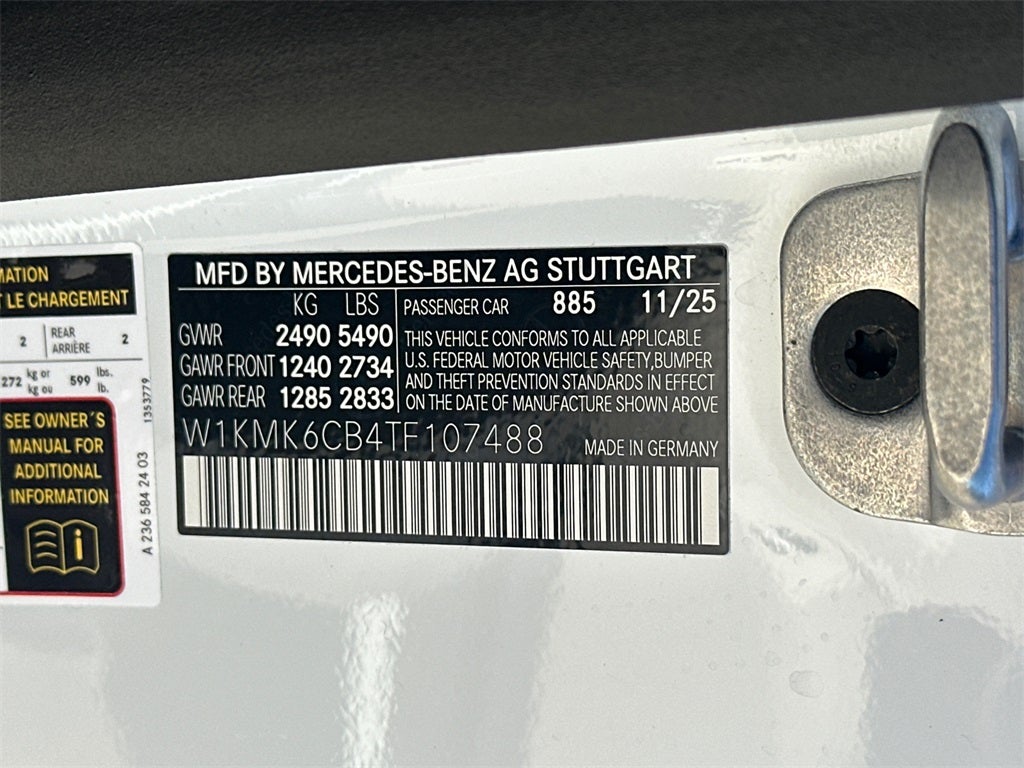 MATION
T LE CHARGEMENT
2 REAR ARRIÈRE 2
272 kg or kg ou 599 lbs. lb.
SEE OWNER´S
MANUAL FOR
ADDITIONAL
INFORMATION
i
1353779
A 236 584 24 03
MFD BY MERCEDES-BENZ AG STUTTGART
KG LBS
GVWR 2490 5490
GAWR FRONT 1240 2734
GAWR REAR 1285 2833
PASSENGER CAR 885 11/25
THIS VEHICLE CONFORMS TO ALL APPLICABLE
U.S. FEDERAL MOTOR VEHICLE SAFETY,BUMPER
AND THEFT PREVENTION STANDARDS IN EFFECT
ON THE DATE OF MANUFACTURE SHOWN ABOVE
W1KMK6CB4TF107488 MADE IN GERMANY